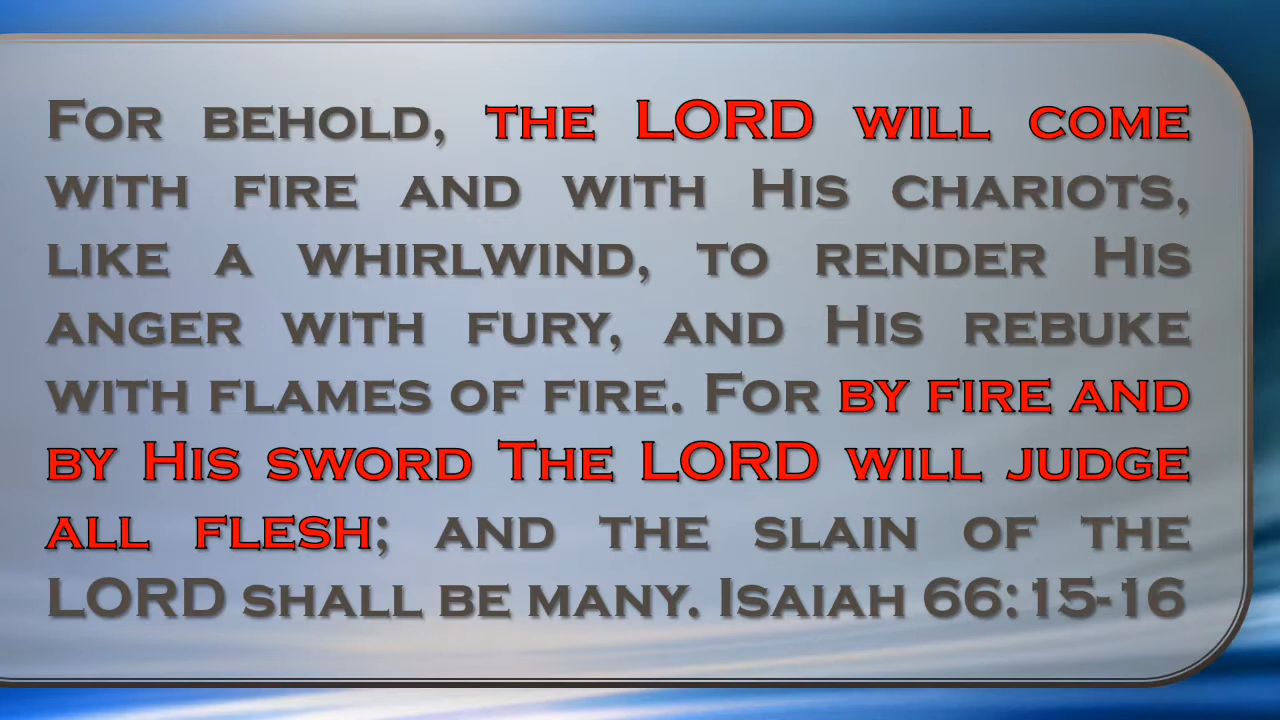 For behold, the LORD will come
with fire and with His chariots,
like a whirlwind, to render His
anger with fury, and His rebuke
with flames of fire. For by fire and
by His sword The LORD will judge
all flesh; and the slain of the
LORD shall be many. Isaiah 66:15-16